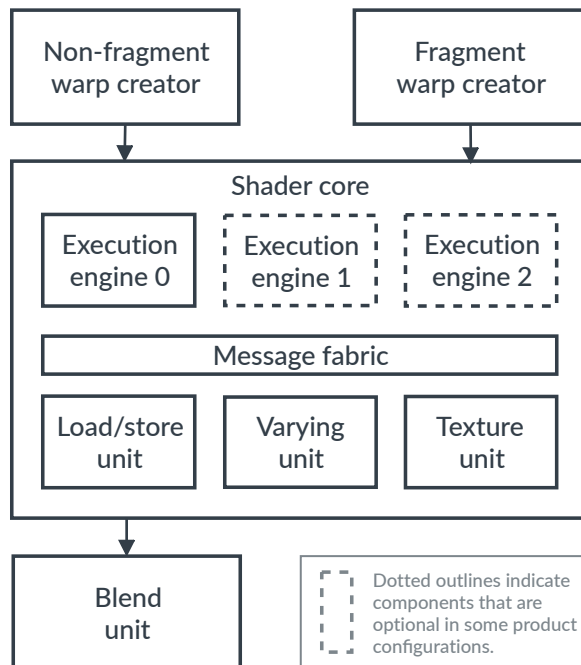 Non-fragment
warp creator
Fragment
warp creator
Shader core
Execution
engine 0
Execution
engine 1
Execution
engine 2
Message fabric
Load/store
unit
Varying
unit
Texture
unit
Blend
unit
Dotted outlines indicate
components that are
optional in some product
configurations.